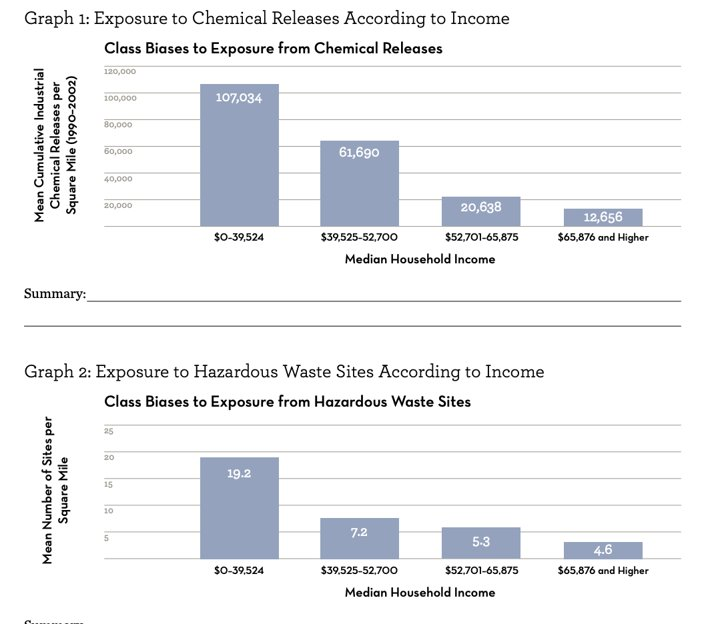 Graph 1: Exposure to Chemical Releases According to Income
Class Biases to Exposure from Chemical Releases
Mean Cumulative Industrial
Chemical Releases per
Square Mile (1990-2002)
120,000
100,000
80,000
60,000
40,000
20,000
107,034
61,690
20,638
12,656
$0-39,524
$39,525-52,700
$52,701-65,875
$65,876 and Higher
Median Household Income
Summary:
Graph 2: Exposure to Hazardous Waste Sites According to Income
Class Biases to Exposure from Hazardous Waste Sites
Mean Number of Sites per
Square Mile
25
20
15
10
5
19.2
7.2
5.3
4.6
$0-39,524
$39,525-52,700
$52,701-65,875
$65,876 and Higher
Median Household Income